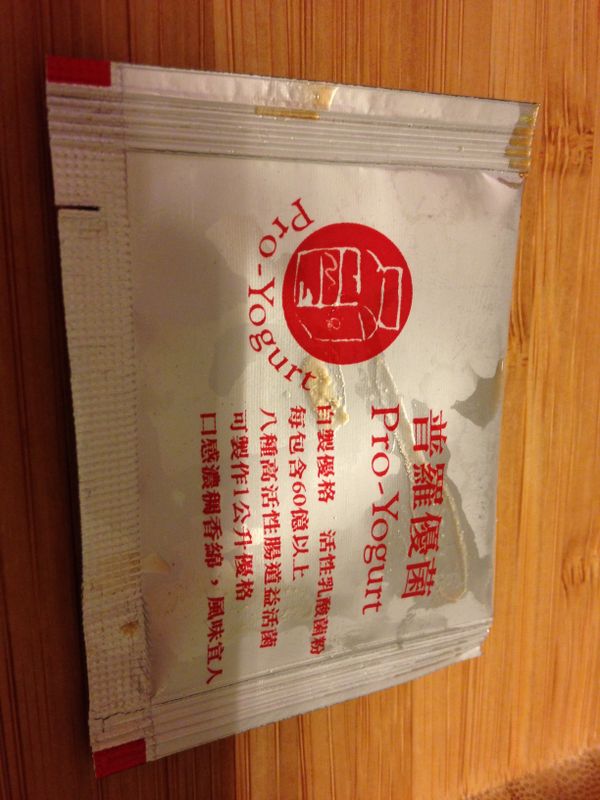 普羅優菌
Pro-Yogurt
Pro-Yogurt
自製優格 活性乳酸菌粉
每包含60億以上
八種高活性腸道益活菌
可製作1公升優格
口感濃稠香綿，風味宜人